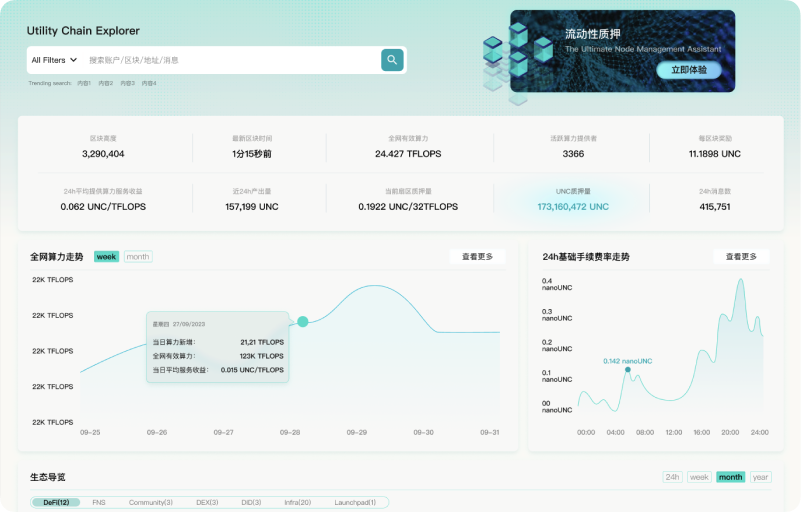 Utility Chain Explorer
All Filters
搜索账户/区块/地址/消息
Trending search: 内容1 内容2 内容3 内容4
流动性质押
The Ultimate Node Management Assistant
立即体验
区块高度 最新区块时间 全网有效算力 活跃算力提供者 每区块奖励
3,290,404 1分15秒前 24.427 TFLOPS 3366 11.1898 UNC
24h平均提供算力服务收益 近24h产出量 当前扇区质押量 UNC质押量 24h消息数
0.062 UNC/TFLOPS 157,199 UNC 0.1922 UNC/32TFLOPS 173,160,472 UNC 415,751
全网算力走势 week month 查看更多
22K TFLOPS
22K TFLOPS
22K TFLOPS
22K TFLOPS
22K TFLOPS
星期四 27/09/2023
当日算力新增: 21,21 TFLOPS
全网有效算力: 123K TFLOPS
当日平均服务收益: 0.015 UNC/TFLOPS
09-25 09-26 09-27 09-28 09-29 09-30 09-31
24h基础手续费率走势 查看更多
0.4
nanoUNC
0.3
nanoUNC
0.2
nanoUNC
0.1
nanoUNC
00
nanoUNC
0.142 nanoUNC
00:00 04:00 08:00 12:00 16:00 20:00 24:00
生态导览 24h week month year
DeFi(12) FNS Community(3) DEX(3) DID(3) Infra(20) Launchpad(1)